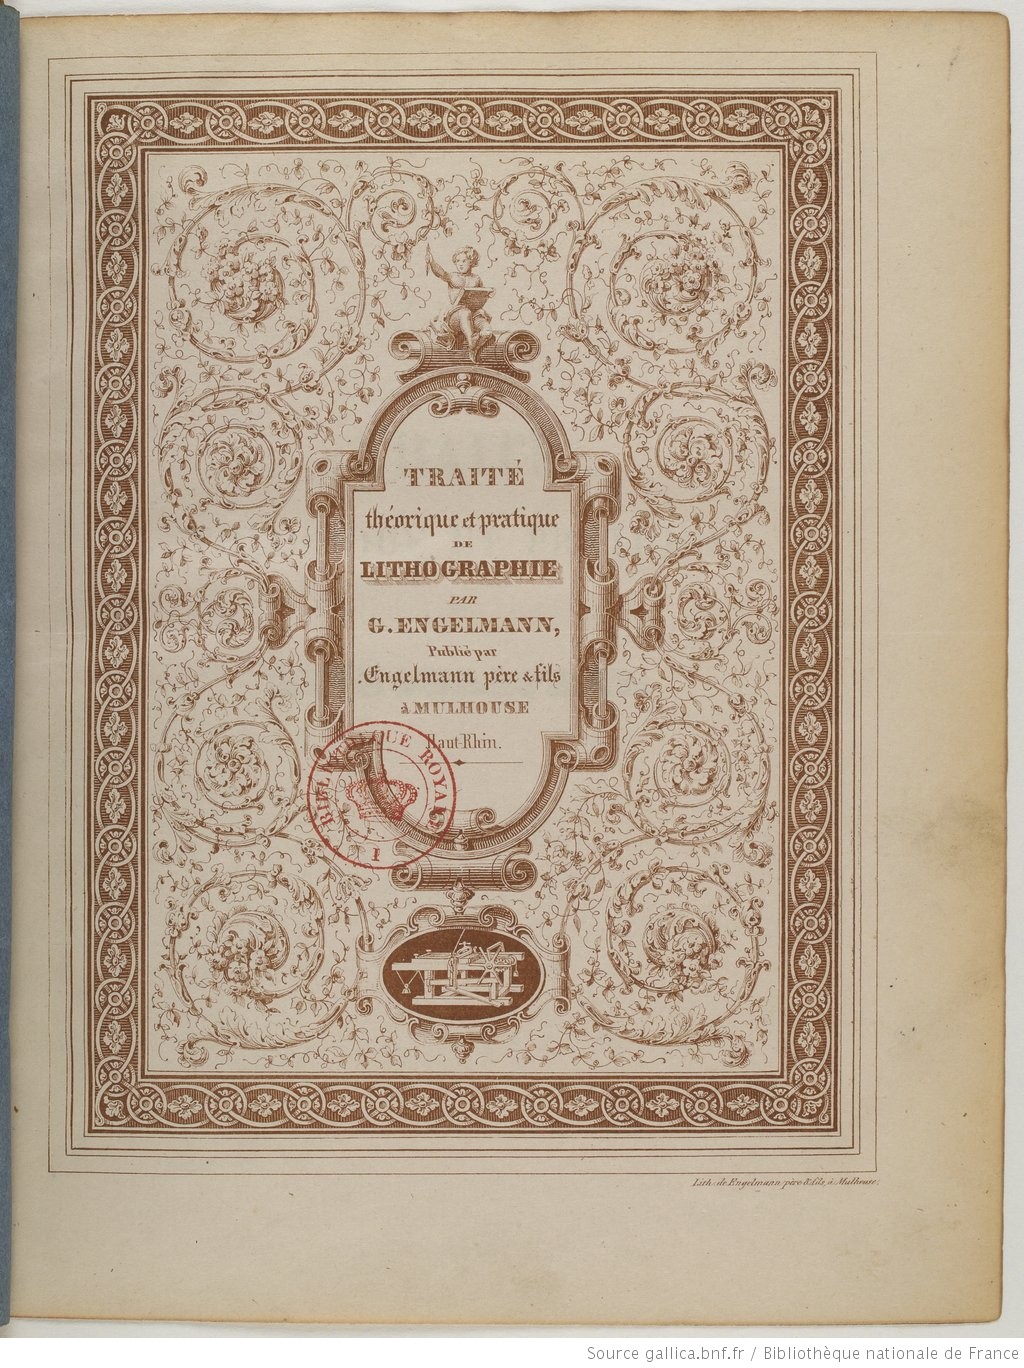 TRAITÉ
théorique et pratique
DE
LITHOGRAPHIE
PAR
G. ENGELMANN,
Publié par
Engelmann père & fils
à MULHOUSE
Haut-Rhin.
BIBLIOTHÈQUE ROYALE
I
Lith. de Engelmann père & fils, à Mulhouse.
Source gallica.bnf.fr / Bibliothèque nationale de France